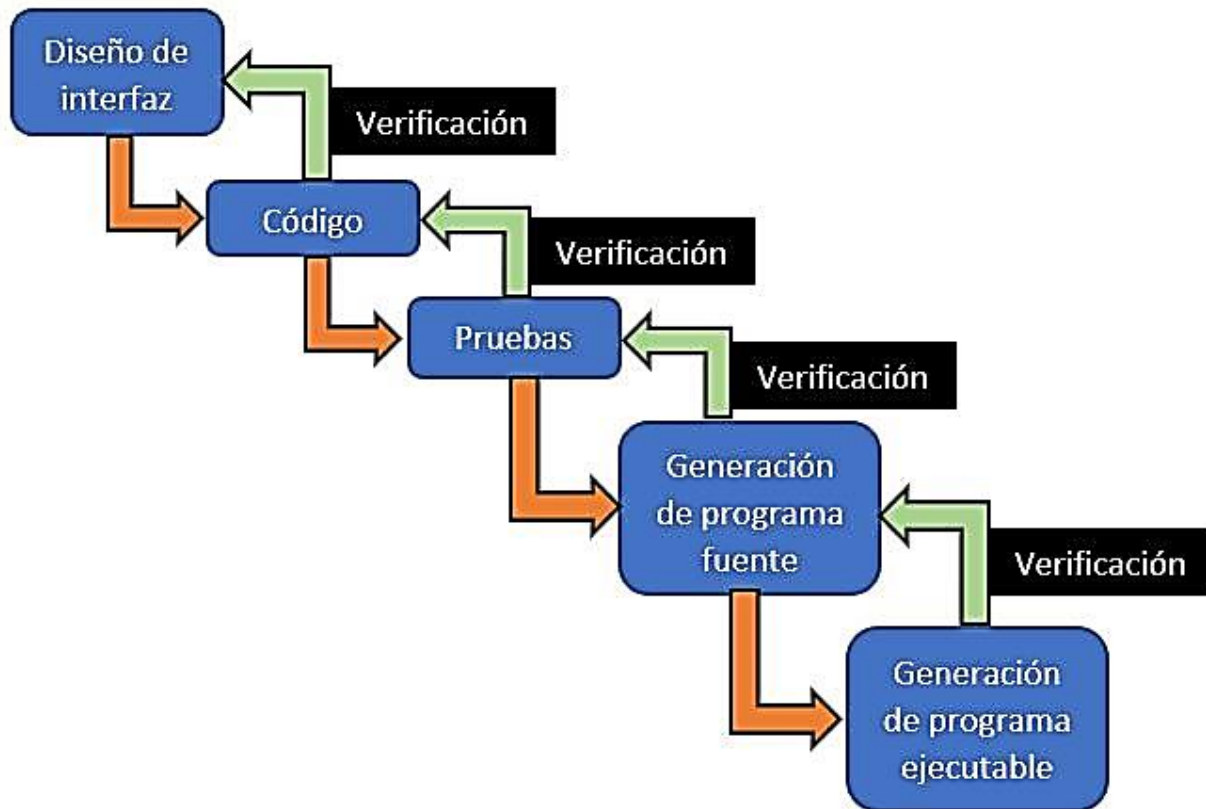 Diseño de
interfaz
Verificación
Código
Verificación
Pruebas
Verificación
Generación
de programa
fuente
Verificación
Generación
de programa
ejecutable